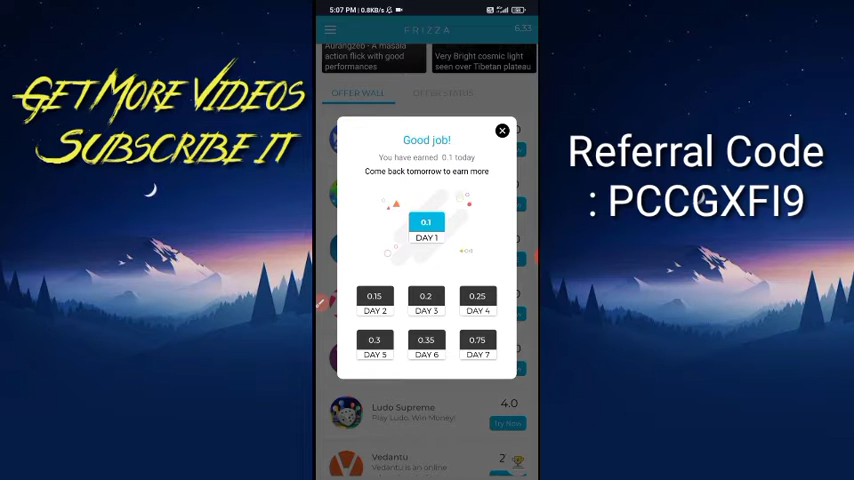 GET MORE VIDEOS
SUBSCRIBE IT
5:07 PM | 0.8KB/s
FRIZZA
6.33
Aurangzeb - A masala
action flick with good
performances
Very Bright cosmic light
seen over Tibetan plateau
OFFER WALL
OFFER STATUS
Good job!
You have earned 0.1 today
Come back tomorrow to earn more
0.1
DAY 1
0.15
DAY 2
0.2
DAY 3
0.25
DAY 4
0.3
DAY 5
0.35
DAY 6
0.75
DAY 7
Ludo Supreme
Play Ludo, Win Money!
4.0
Try Now
Vedantu
Vedantu is an online
2
Referral Code
: PCCGXFI9